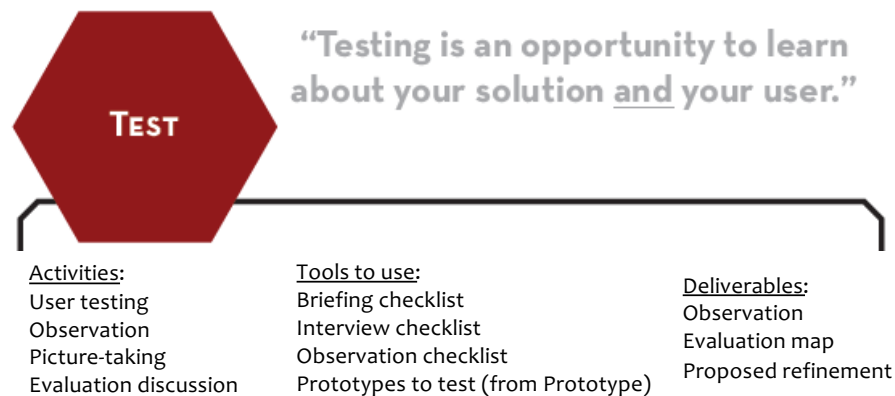 TEST
“Testing is an opportunity to learn
about your solution and your user.”
Activities:
User testing
Observation
Picture-taking
Evaluation discussion
Tools to use:
Briefing checklist
Interview checklist
Observation checklist
Prototypes to test (from Prototype)
Deliverables:
Observation
Evaluation map
Proposed refinement